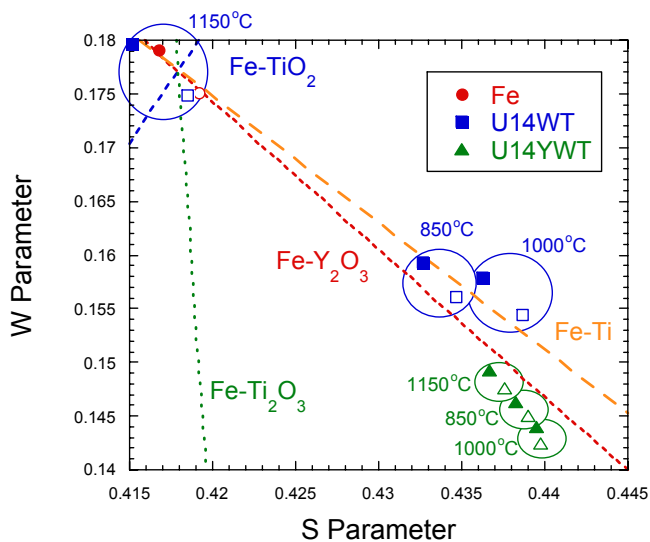 1150°C
0.18
Fe-TiO₂
Fe
U14WT
U14YWT
0.175
0.17
0.165
850°C
1000°C
0.16
Fe-Y₂O₃
0.155
Fe-Ti
0.15
Fe-Ti₂O₃
1150°C
0.145
850°C
1000°C
0.14
0.415 0.42 0.425 0.43 0.435 0.44 0.445
W Parameter
S Parameter